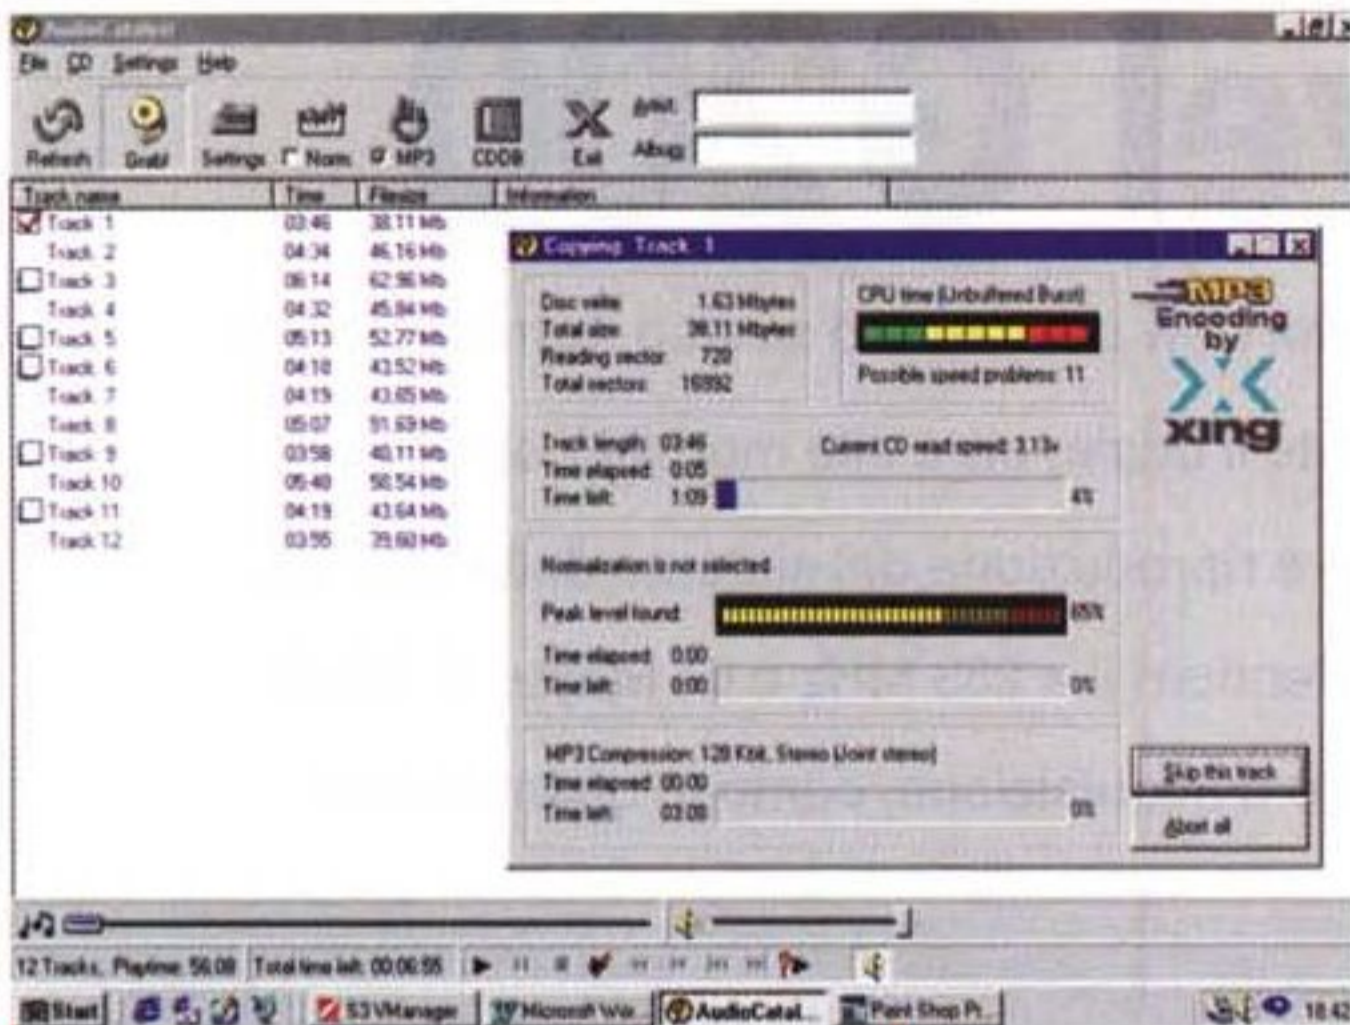 AudioCatalyst
File CD Settings Help
Refresh Grab! Settings Norm. MP3 CDDB Exit
Artist:
Album:
Track name Time Filesize Information
Track 1 03:46 38.11 Mb
Track 2 04:34 46.16 Mb
Track 3 06:14 62.96 Mb
Track 4 04:32 45.84 Mb
Track 5 05:13 52.77 Mb
Track 6 04:18 43.52 Mb
Track 7 04:19 43.65 Mb
Track 8 05:07 51.69 Mb
Track 9 03:58 40.11 Mb
Track 10 05:48 58.54 Mb
Track 11 04:19 43.64 Mb
Track 12 03:55 39.60 Mb
Copying Track 1
Total size: 38.11 Mbytes
1.63 Mbytes
Reading sector 720
Total sectors: 16992
CPU time (Unbuffered Burst)
Possible speed problems: 11
MP3
Encoding
by
xing
Track length: 03:46
Current CD read speed: 3.13x
Time elapsed: 0:05
Time left: 1:09
4%
Normalization is not selected
Peak level found: 65%
Time elapsed: 0:00
Time left: 0:00
0%
MP3 Compression: 128 Kbit, Stereo (Joint stereo)
Time elapsed: 00:00
Time left: 03:08
0%
Skip this track
Abort all
12 Tracks, Playtime: 56:08 Total time left: 00:06:55
Start S3 VManager Microsoft Wor... AudioCatal... Paint Shop Pr... 18:42